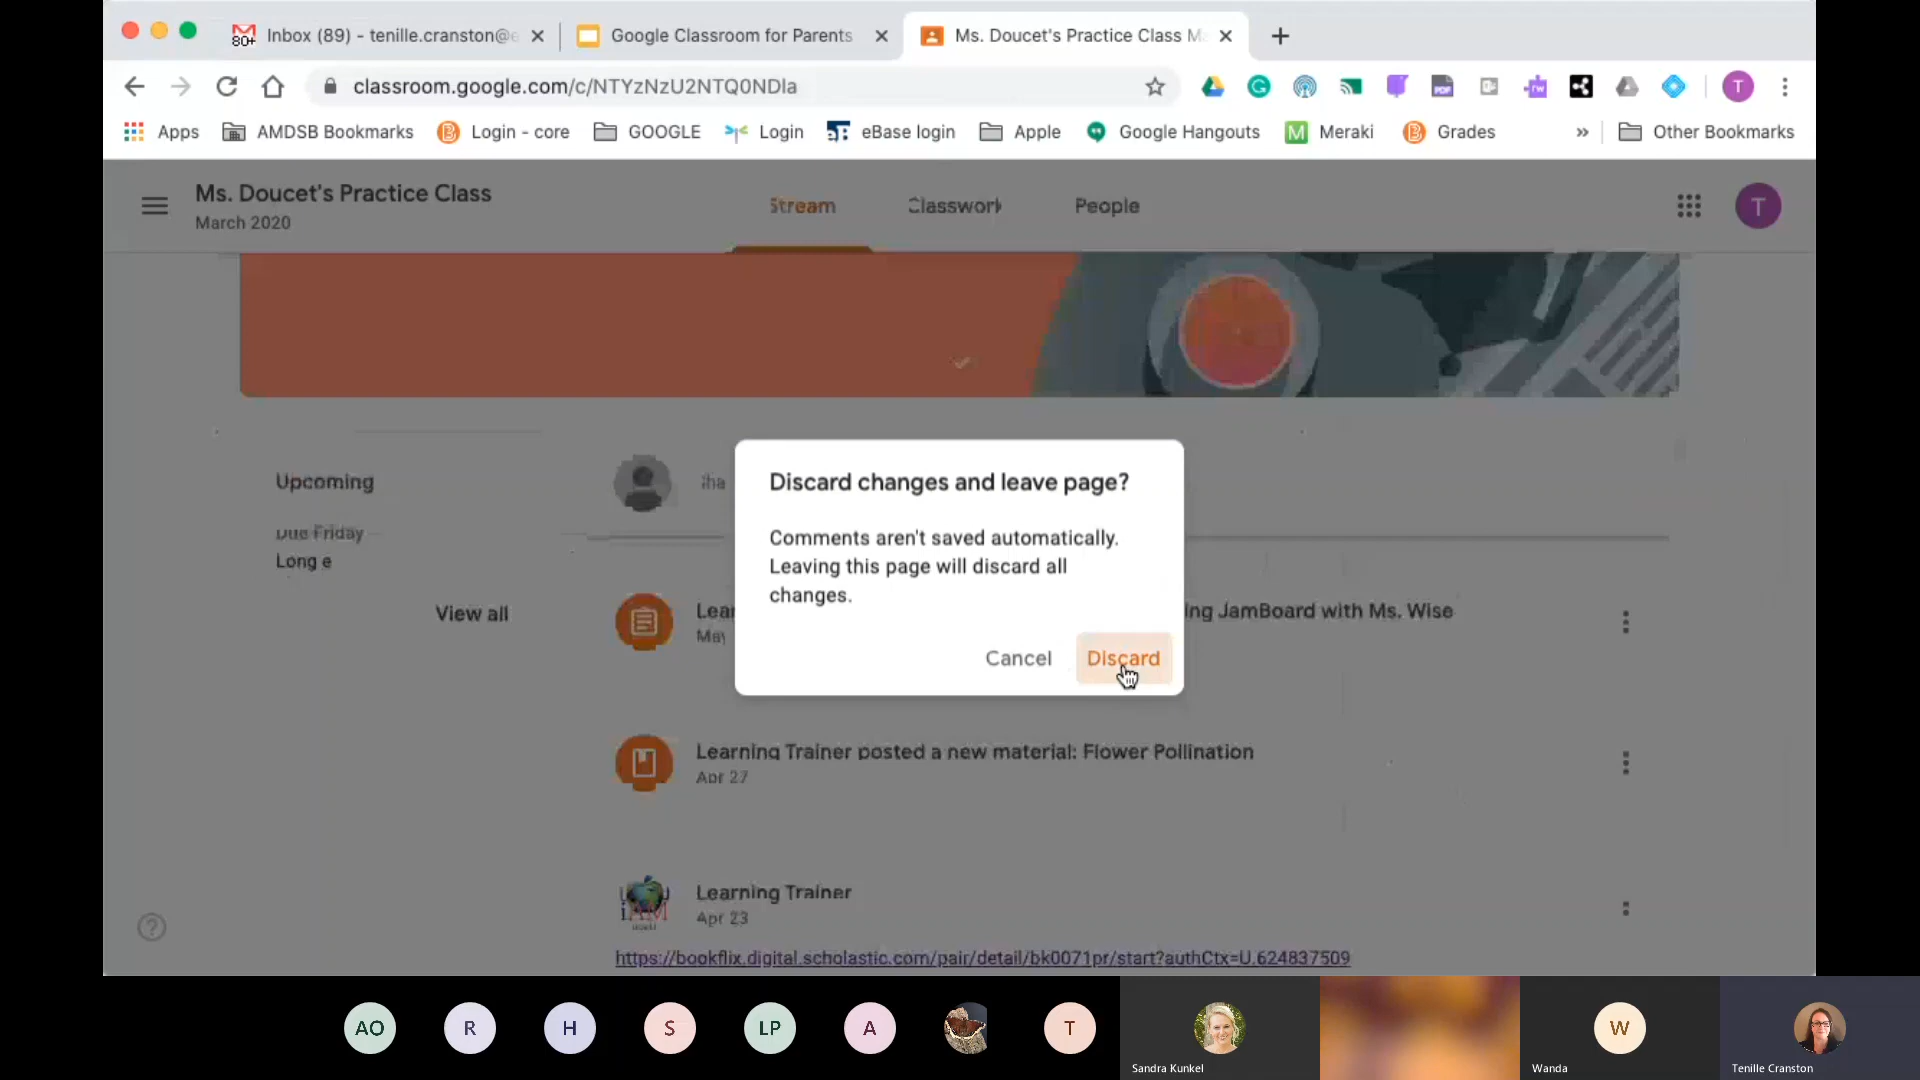 80+
Inbox (89) - tenille.cranston@e
Google Classroom for Parents
Ms. Doucet's Practice Class M
classroom.google.com/c/NTYzNzU2NTQ0NDla
T
Apps
AMDSB Bookmarks
Login - core
GOOGLE
Login
eBase login
Apple
Google Hangouts
M
Meraki
Grades
»
Other Bookmarks
Ms. Doucet's Practice Class
March 2020
Stream
Classwork
People
T
Upcoming
Due Friday
Long e
View all
Discard changes and leave page?
Comments aren't saved automatically.
Leaving this page will discard all
changes.
Cancel
Discard
Lear
ing JamBoard with Ms. Wise
May
Learning Trainer posted a new material: Flower Pollination
Apr 27
Learning Trainer
Apr 23
https://bookflix.digital.scholastic.com/pair/detail/bk0071pr/start?authCtx=U.624837509
AO
R
H
S
LP
A
T
W
Sandra Kunkel
Wanda
Tenille Cranston